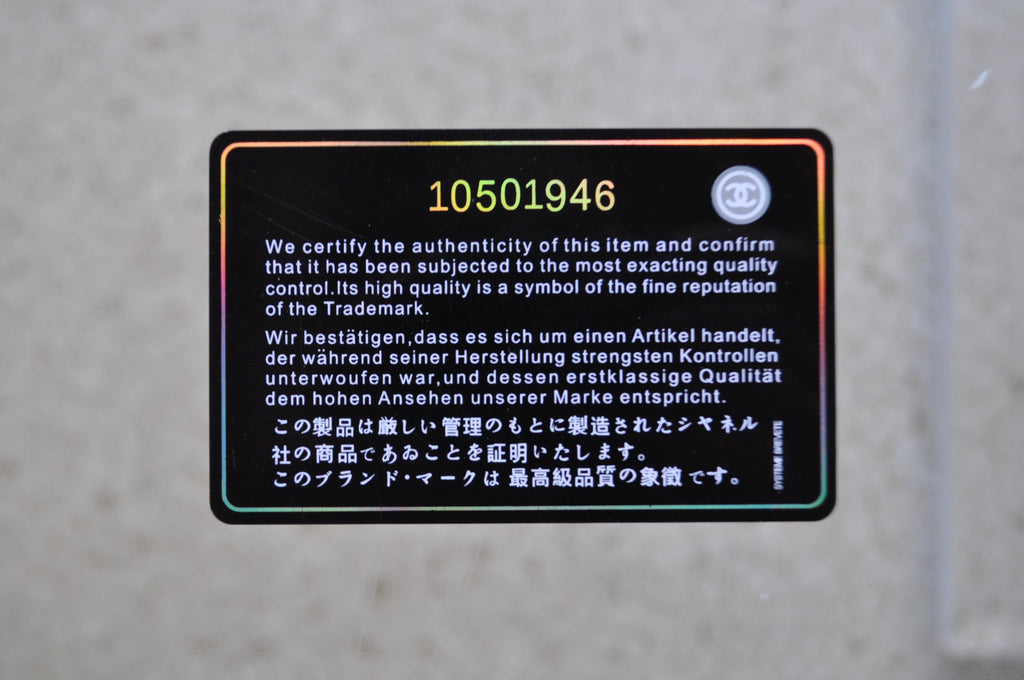 10501946
We certify the authenticity of this item and confirm
that it has been subjected to the most exacting quality
control.Its high quality is a symbol of the fine reputation
of the Trademark.
Wir bestätigen,dass es sich um einen Artikel handelt,
der während seiner Herstellung strengsten Kontrollen
unterwoufen war,und dessen erstklassige Qualität
dem hohen Ansehen unserer Marke entspricht.
この製品は厳しい管理のもとに製造されたシヤネル
社の商品であゐことを証明いたします。
このブランド・マークは最高級品質の象徴です。
SYSTEME BREVETE